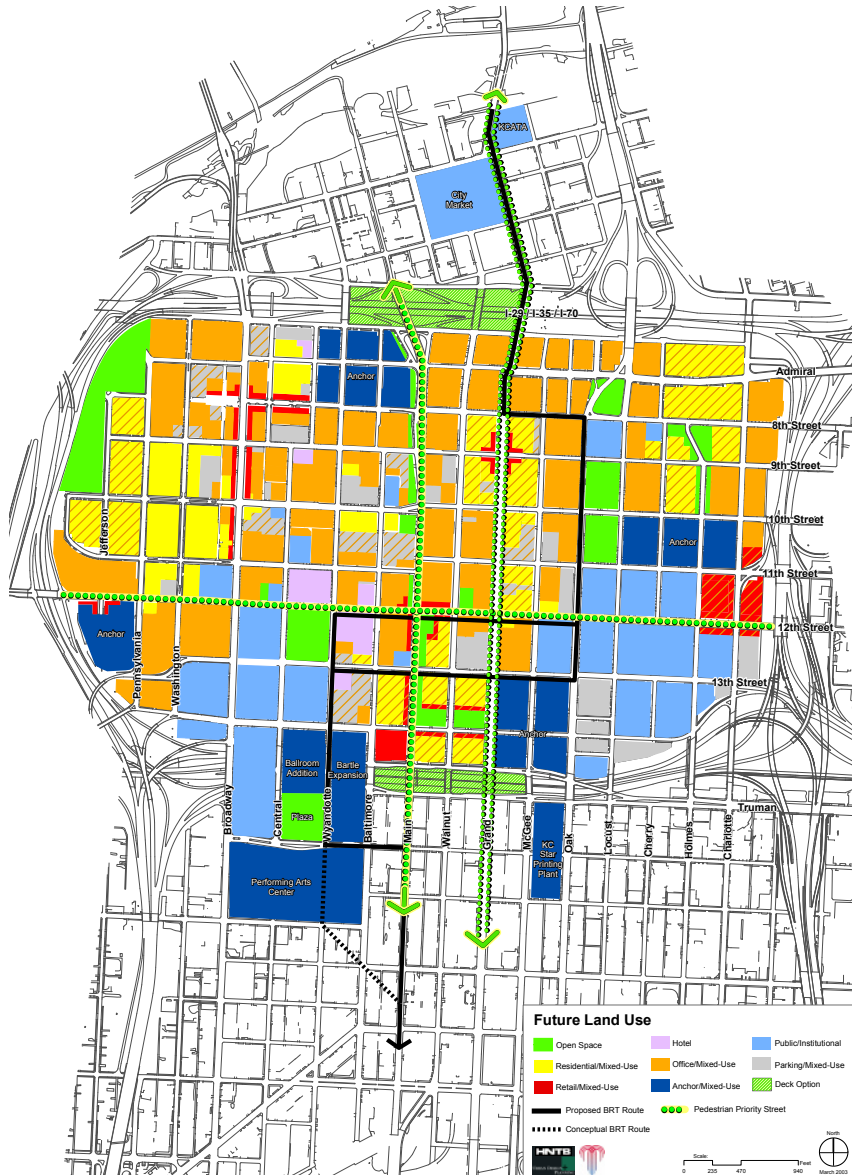 KCATA
City
Market
I-29 / I-35 / I-70
Anchor
Admiral
8th Street
9th Street
10th Street
Jefferson
Anchor
11th Street
12th Street
Anchor
Pennsylvania
Washington
13th Street
Anchor
Ballroom
Addition
Bartle
Expansion
Plaza
Broadway
Central
Wyandotte
Baltimore
Main
Walnut
Grand
McGee
Oak
Locust
Cherry
Holmes
Charlotte
Truman
KC
Star
Printing
Plant
Performing Arts
Center
Future Land Use
Open Space
Hotel
Public/Institutional
Residential/Mixed-Use
Office/Mixed-Use
Parking/Mixed-Use
Retail/Mixed-Use
Anchor/Mixed-Use
Deck Option
Proposed BRT Route
Pedestrian Priority Street
Conceptual BRT Route
HNTB
Scale:
Feet
0 235 470 940
North
March 2003